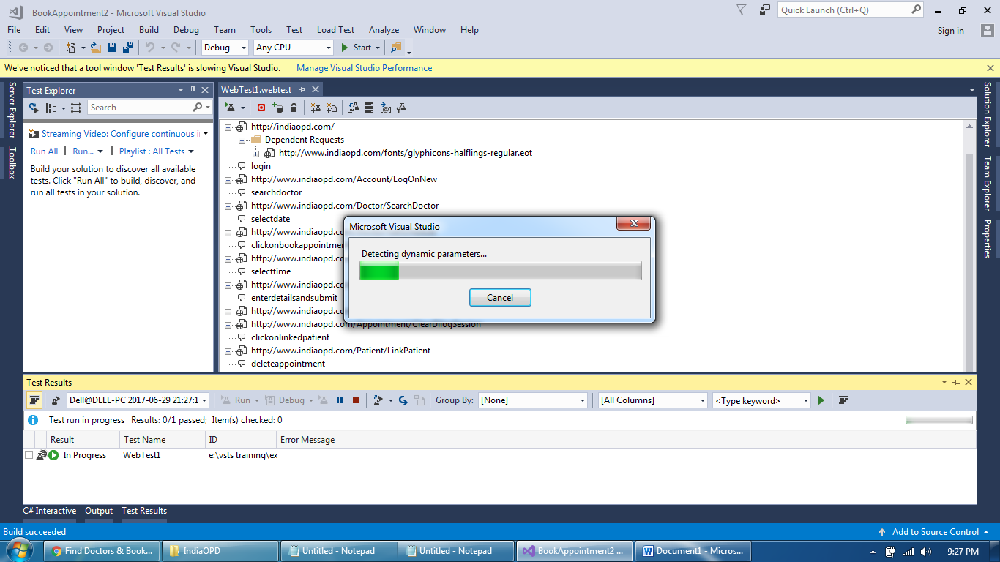 BookAppointment2 - Microsoft Visual Studio
Quick Launch (Ctrl+Q)
File Edit View Project Build Debug Team Tools Test Load Test Analyze Window Help
Sign in
Debug Any CPU Start
We've noticed that a tool window 'Test Results' is slowing Visual Studio. Manage Visual Studio Performance
Server Explorer
Toolbox
Test Explorer
Search
Streaming Video: Configure continuous i
Run All | Run... | Playlist : All Tests
Build your solution to discover all available
tests. Click "Run All" to build, discover, and
run all tests in your solution.
WebTest1.webtest
http://indiaopd.com/
Dependent Requests
http://www.indiaopd.com/fonts/glyphicons-halflings-regular.eot
login
http://www.indiaopd.com/Account/LogOnNew
searchdoctor
http://www.indiaopd.com/Doctor/SearchDoctor
selectdate
http://www.indiaopd.co
clickonbookappointmen
http://www.indiaopd.co
selecttime
http://www.indiaopd.co
enterdetailsandsubmit
http://www.indiaopd.co
http://www.indiaopd.com/Appointment/ClearDilogSession
clickonlinkedpatient
http://www.indiaopd.com/Patient/LinkPatient
deleteappointment
Microsoft Visual Studio
Detecting dynamic parameters...
Cancel
Solution Explorer
Team Explorer
Properties
Test Results
Dell@DELL-PC 2017-06-29 21:27:1 Run Debug Group By: [None] [All Columns] <Type keyword>
Test run in progress Results: 0/1 passed; Item(s) checked: 0
Result Test Name ID Error Message
In Progress WebTest1 e:\vsts training\ex
C# Interactive Output Test Results
Build succeeded
Add to Source Control
Find Doctors & Book... IndiaOPD Untitled - Notepad Untitled - Notepad BookAppointment2 ... Document1 - Micros...
9:27 PM